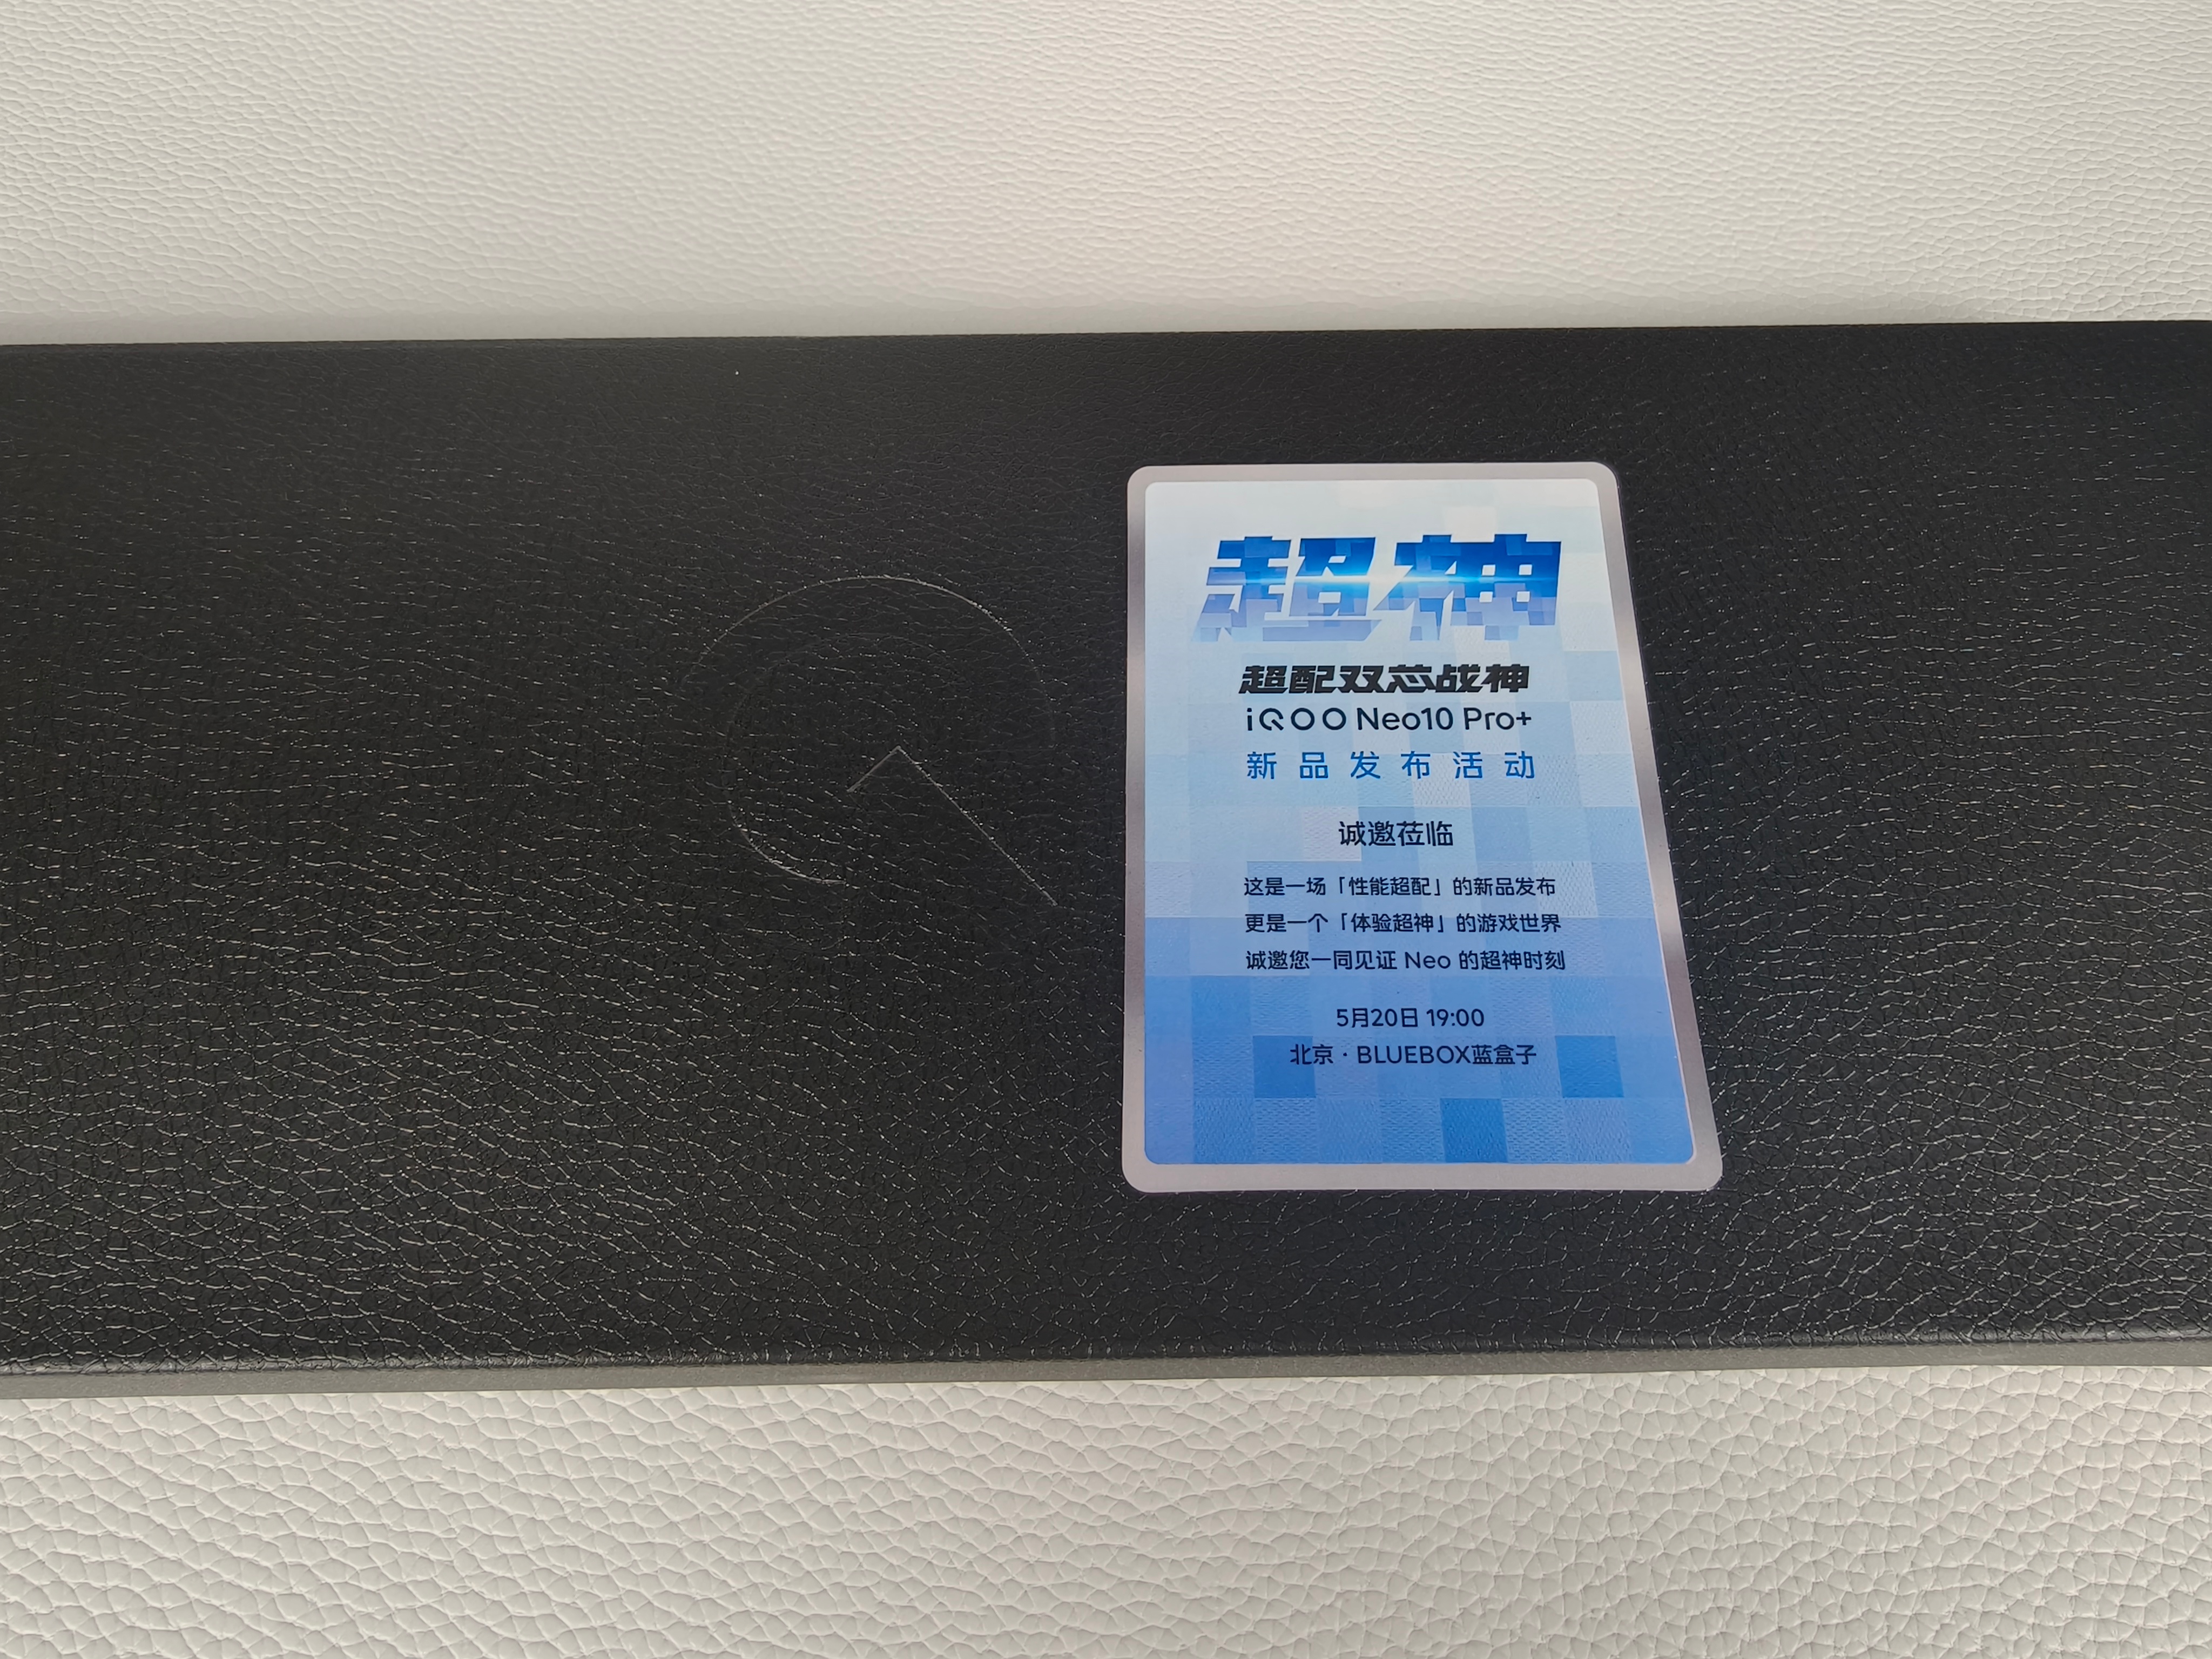 超神
超配双芯战神
iQOO Neo10 Pro+
新品发布活动
诚邀莅临
这是一场「性能超配」的新品发布
更是一个「体验超神」的游戏世界
诚邀您一同见证 Neo 的超神时刻
5月20日 19:00
北京·BLUEBOX蓝盒子